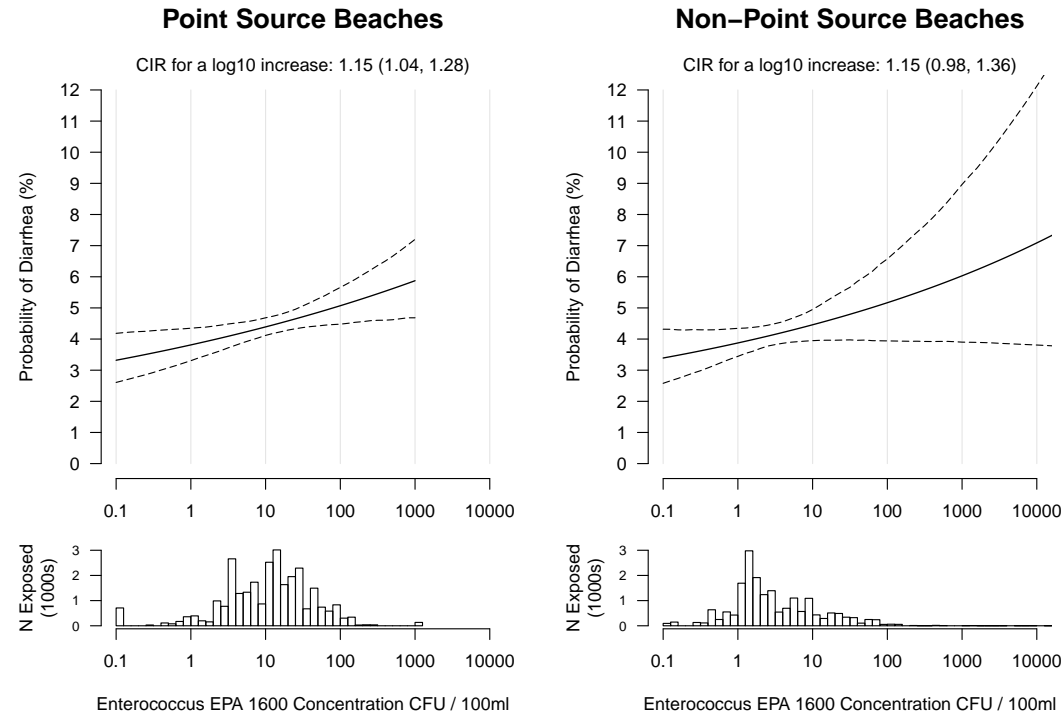 Point Source Beaches
CIR for a log10 increase: 1.15 (1.04, 1.28)
Probability of Diarrhea (%)
12
11
10
9
8
7
6
5
4
3
2
1
0
0.1 1 10 100 1000 10000
N Exposed
(1000s)
3
2
1
0
0.1 1 10 100 1000 10000
Enterococcus EPA 1600 Concentration CFU / 100ml
Non−Point Source Beaches
CIR for a log10 increase: 1.15 (0.98, 1.36)
Probability of Diarrhea (%)
12
11
10
9
8
7
6
5
4
3
2
1
0
0.1 1 10 100 1000 10000
N Exposed
(1000s)
3
2
1
0
0.1 1 10 100 1000 10000
Enterococcus EPA 1600 Concentration CFU / 100ml